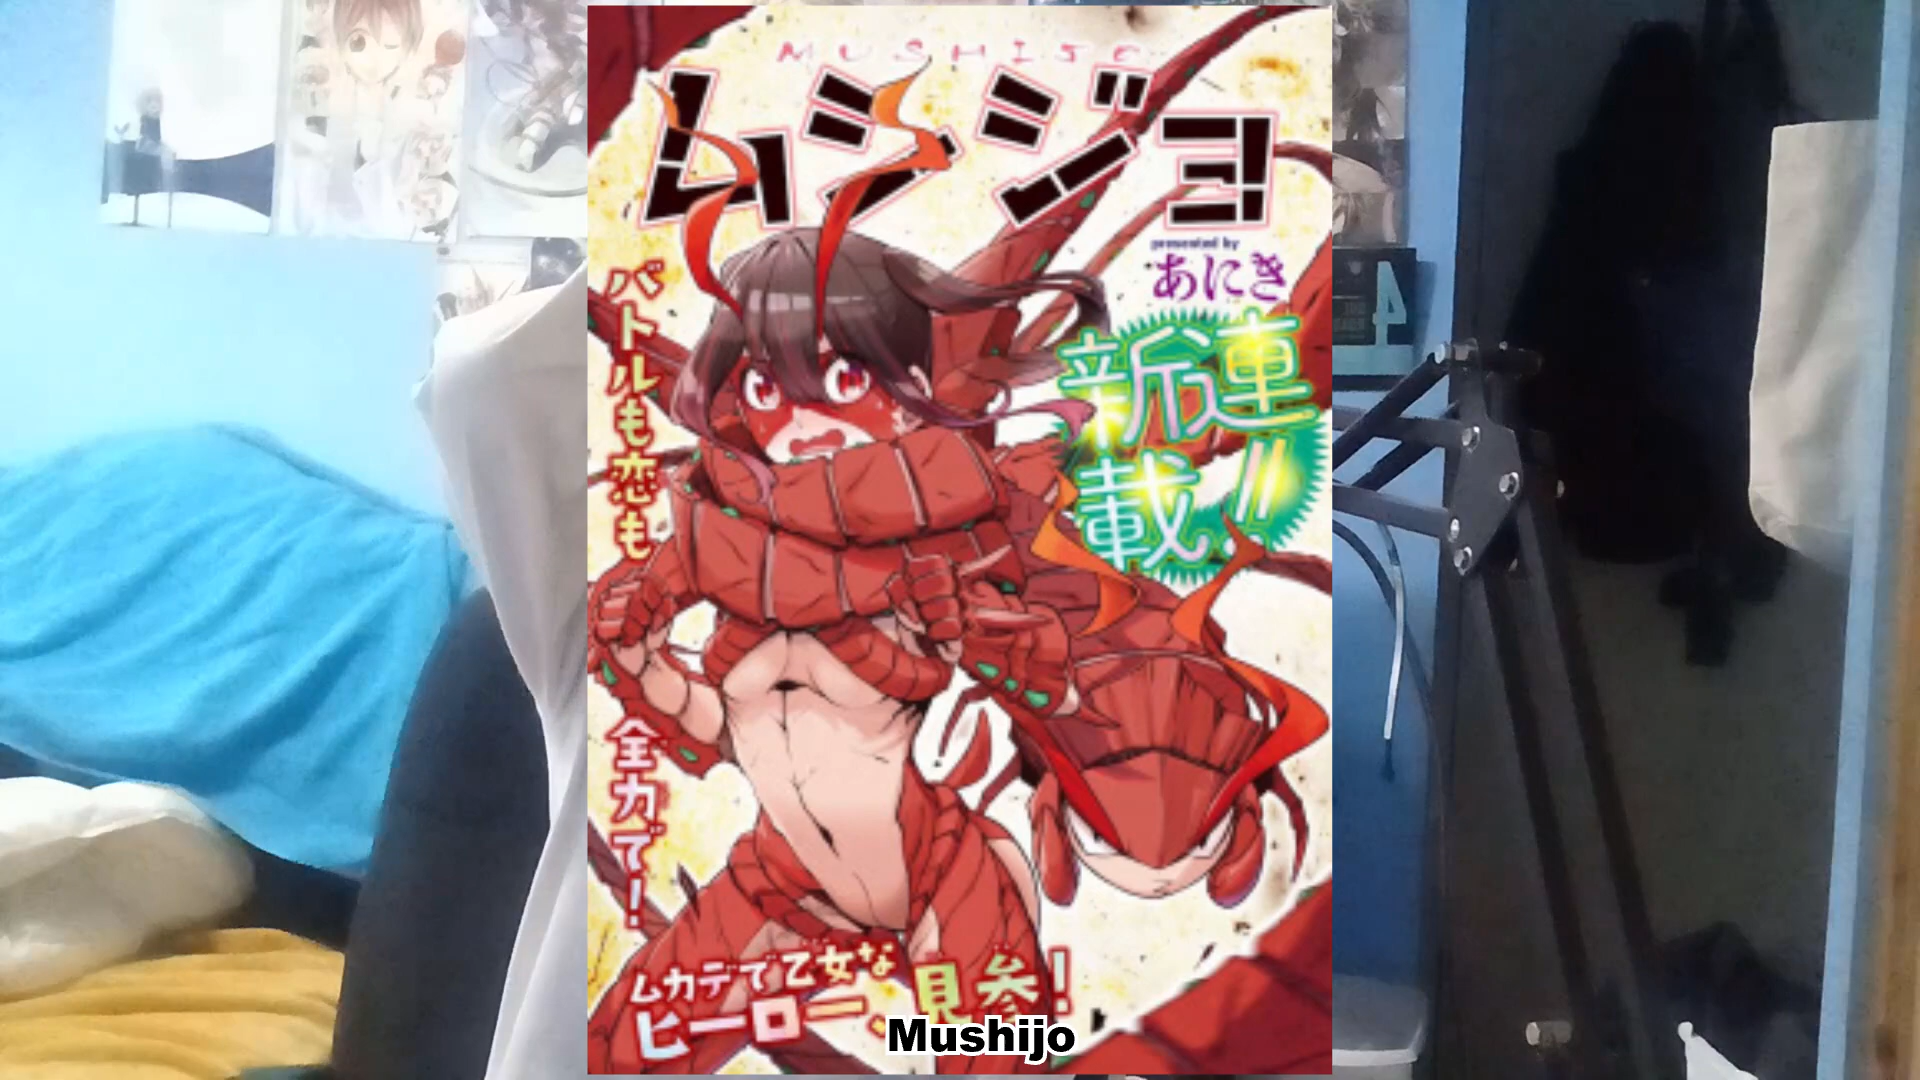 MUSHIJO
ムシジョ
presented by
あにき
新連
載!!
バトルも恋も
全力で!
ムカデで乙女な
ヒーロー、見参!
Mushijo
4